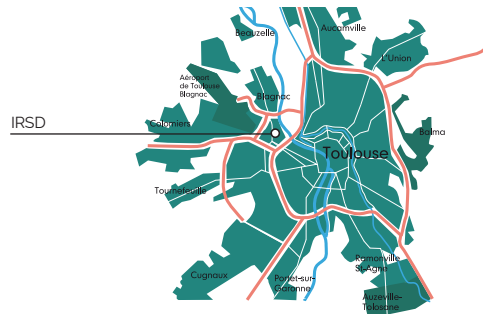 Aucamville
Beauzelle
L'Union
Aéroport
de Toulouse
Blagnac
Blagnac
IRSD
Colomiers
Balma
Toulouse
Tournefeuille
Ramonville
St-Agne
Cugnaux
Portet-sur-
Garonne
Auzeville-
Tolosane